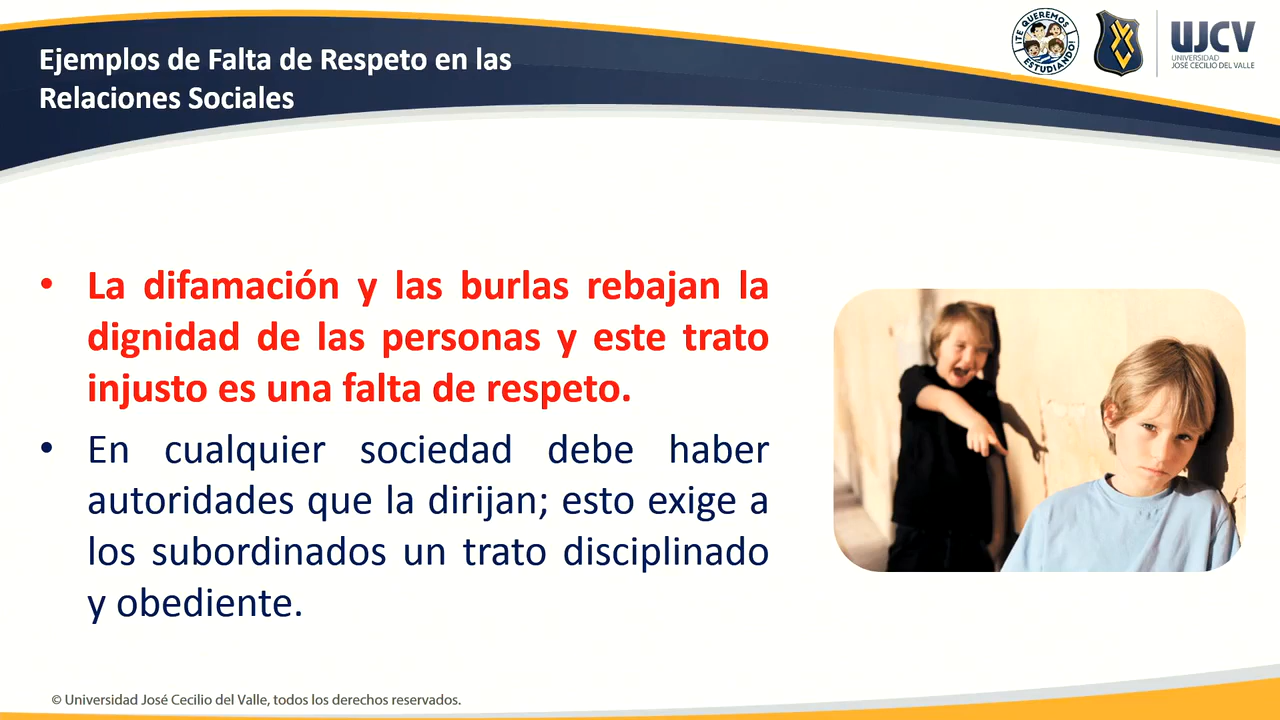 Ejemplos de Falta de Respeto en las
Relaciones Sociales
¡TE QUEREMOS
ESTUDIANDO!
UJCV
UNIVERSIDAD
JOSÉ CECILIO DEL VALLE
• La difamación y las burlas rebajan la
dignidad de las personas y este trato
injusto es una falta de respeto.
• En cualquier sociedad debe haber
autoridades que la dirijan; esto exige a
los subordinados un trato disciplinado
y obediente.
© Universidad José Cecilio del Valle, todos los derechos reservados.